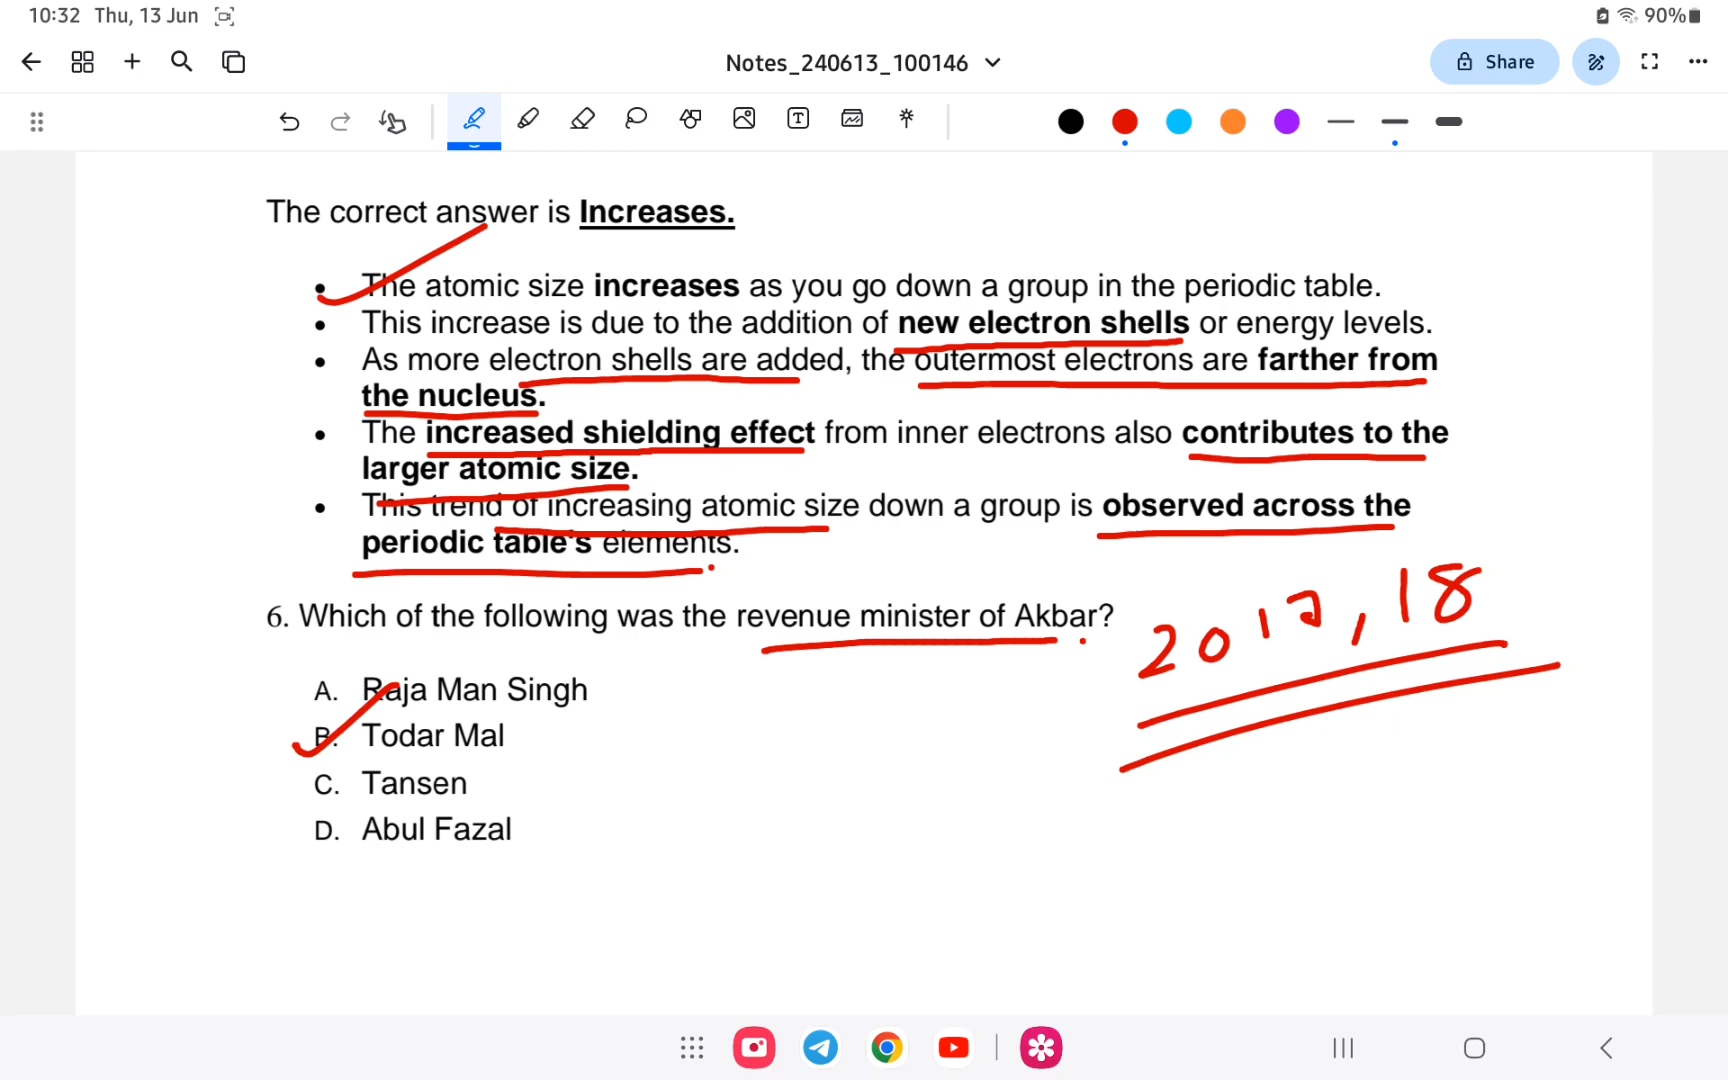 10:32 Thu, 13 Jun
90%
Notes_240613_100146
Share
The correct answer is Increases.
• The atomic size increases as you go down a group in the periodic table.
• This increase is due to the addition of new electron shells or energy levels.
• As more electron shells are added, the outermost electrons are farther from
the nucleus.
• The increased shielding effect from inner electrons also contributes to the
larger atomic size.
• This trend of increasing atomic size down a group is observed across the
periodic table's elements.
6. Which of the following was the revenue minister of Akbar?
2017, 18
A. Raja Man Singh
B. Todar Mal
C. Tansen
D. Abul Fazal